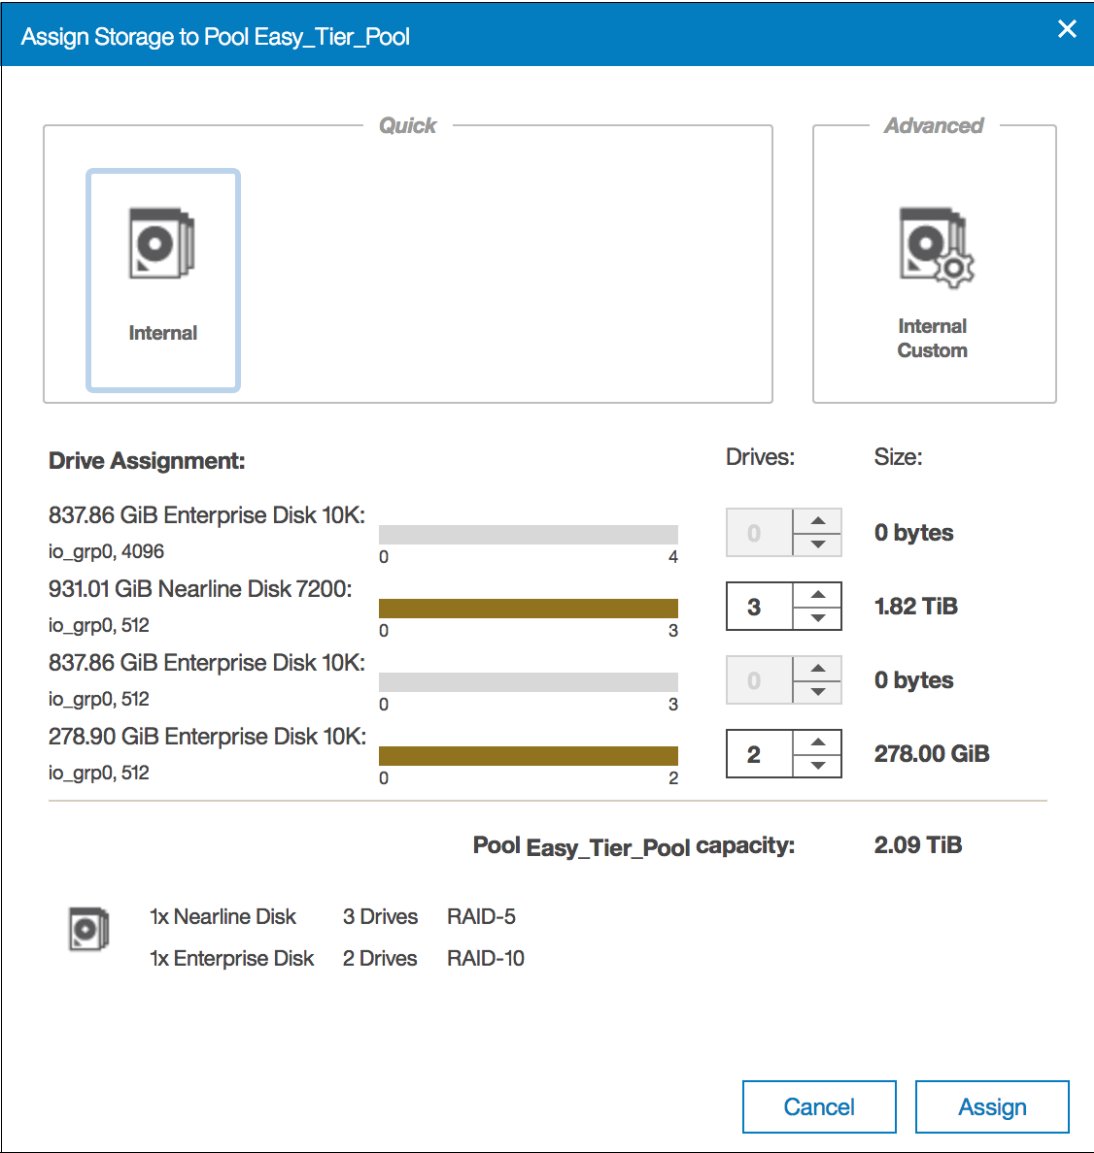 Assign Storage to Pool Easy_Tier_Pool
Quick
Advanced
Internal
Internal
Custom
Drive Assignment:
Drives:
Size:
837.86 GiB Enterprise Disk 10K:
io_grp0, 4096
0
4
0
0 bytes
931.01 GiB Nearline Disk 7200:
io_grp0, 512
0
3
3
1.82 TiB
837.86 GiB Enterprise Disk 10K:
io_grp0, 512
0
3
0
0 bytes
278.90 GiB Enterprise Disk 10K:
io_grp0, 512
0
2
2
278.00 GiB
Pool Easy_Tier_Pool capacity: 2.09 TiB
1x Nearline Disk 3 Drives RAID-5
1x Enterprise Disk 2 Drives RAID-10
Cancel
Assign